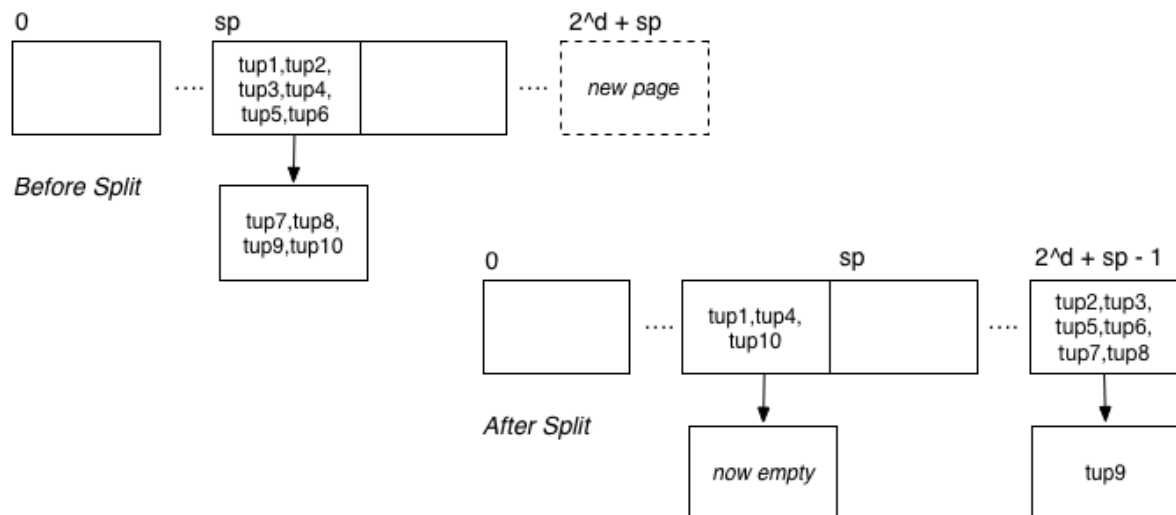 0
sp
2^d + sp
tup1,tup2,
tup3,tup4,
tup5,tup6
....
....
new page
Before Split
tup7,tup8,
tup9,tup10
0
sp
2^d + sp - 1
tup1,tup4,
tup10
....
....
tup2,tup3,
tup5,tup6,
tup7,tup8
After Split
now empty
tup9